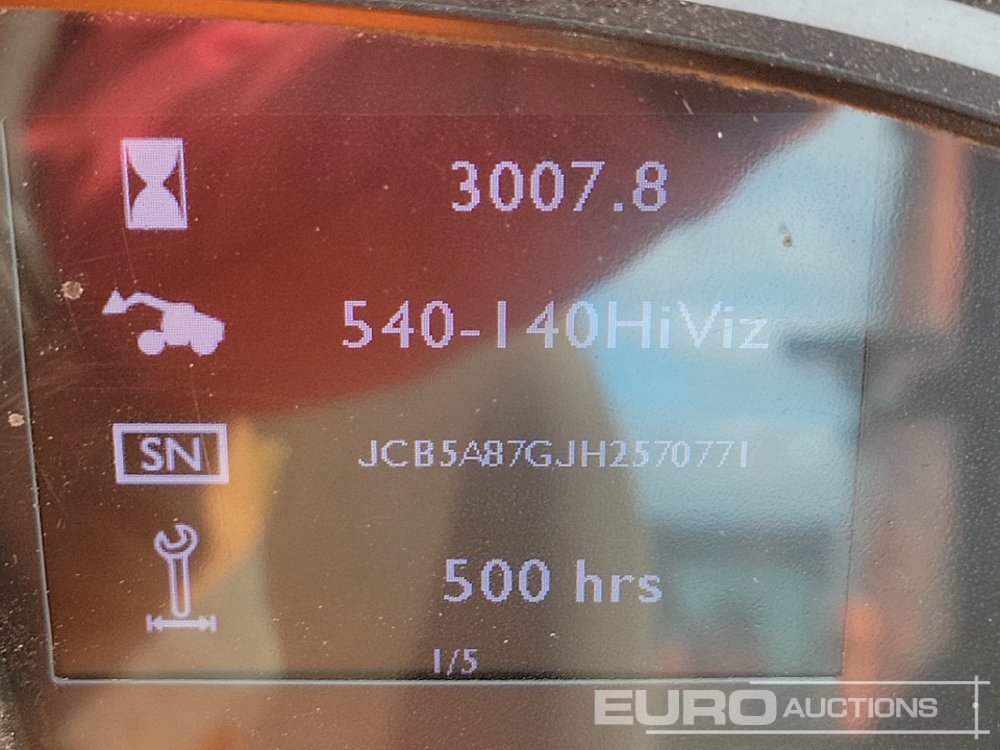 3007.8
540-140HiViz
SN JCB5A87GJH2570771
500 hrs
1/5
EURO AUCTIONS